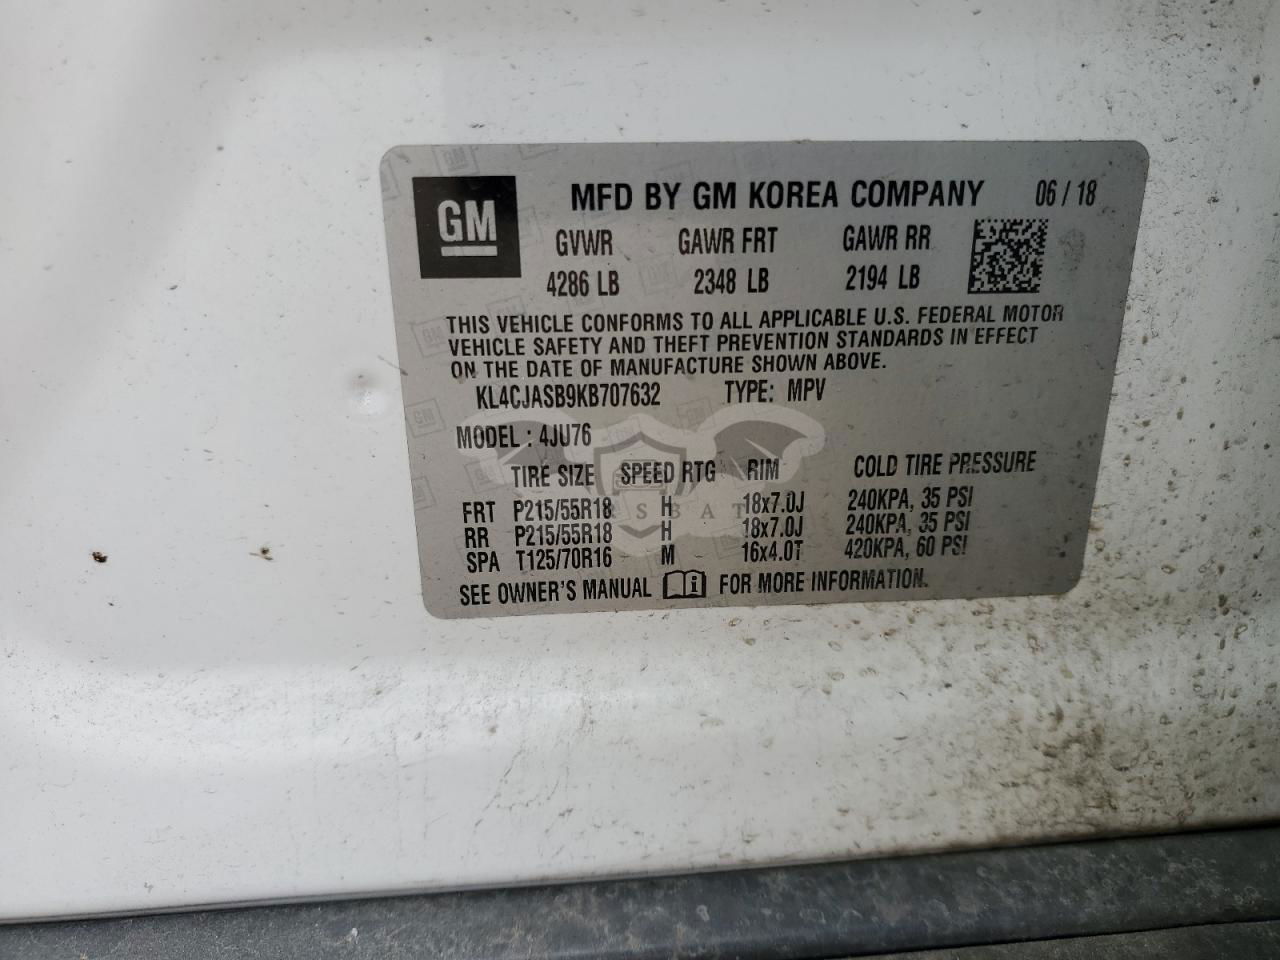 GM
MFD BY GM KOREA COMPANY 06 / 18
GVWR GAWR FRT GAWR RR
4286 LB 2348 LB 2194 LB
THIS VEHICLE CONFORMS TO ALL APPLICABLE U.S. FEDERAL MOTOR
VEHICLE SAFETY AND THEFT PREVENTION STANDARDS IN EFFECT
ON THE DATE OF MANUFACTURE SHOWN ABOVE.
KL4CJASB9KB707632 TYPE: MPV
MODEL : 4JU76
TIRE SIZE SPEED RTG RIM COLD TIRE PRESSURE
FRT P215/55R18 H 18x7.0J 240KPA, 35 PSI
RR P215/55R18 H 18x7.0J 240KPA, 35 PSI
SPA T125/70R16 M 16x4.0T 420KPA, 60 PSI
SEE OWNER'S MANUAL i FOR MORE INFORMATION.